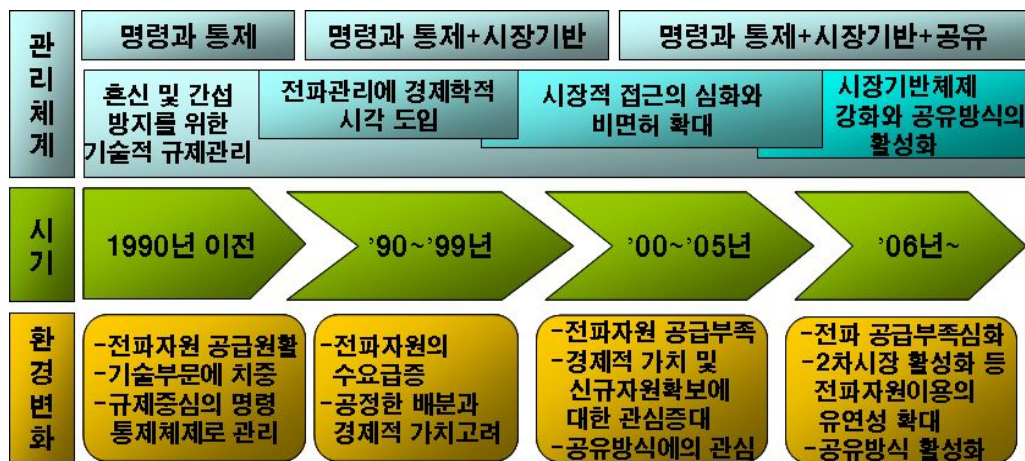 관리체계
명령과 통제
명령과 통제+시장기반
명령과 통제+시장기반+공유
혼신 및 간섭
방지를 위한
기술적 규제관리
전파관리에 경제학적
시각 도입
시장적 접근의 심화와
비면허 확대
시장기반체제
강화와 공유방식의
활성화
시기
1990년 이전
’90~’99년
’00~’05년
’06년~
환경변화
-전파자원 공급원활
-기술부문에 치중
-규제중심의 명령
통제체제로 관리
-전파자원의
수요급증
-공정한 배분과
경제적 가치고려
-전파자원 공급부족
-경제적 가치 및
신규자원확보에
대한 관심증대
-공유방식에의 관심
-전파 공급부족심화
-2차시장 활성화 등
전파자원이용의
유연성 확대
-공유방식 활성화